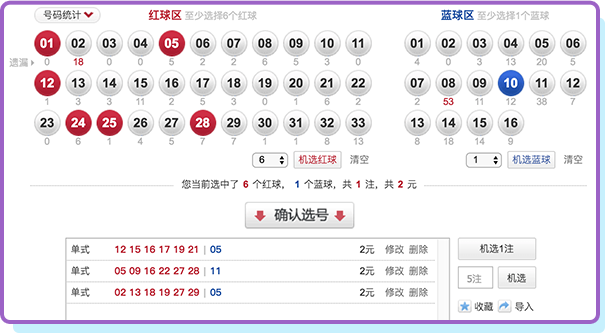 号码统计 红球区 至少选择6个红球 蓝球区 至少选择1个蓝球
01 02 03 04 05 06 07 08 09 10 11 01 02 03 04 05 06
遗漏 0 18 0 0 5 2 2 6 5 3 0 4 0 3 13 20 5
12 13 14 15 16 17 18 19 20 21 22 07 08 09 10 11 12
1 3 3 11 2 5 3 0 1 6 2 2 53 11 12 38 7
23 24 25 26 27 28 29 30 31 32 33 13 14 15 16
0 6 1 4 0 7 1 1 1 8 13 8 18 14 9
6 机选红球 清空 1 机选蓝球 清空
您当前选中了 6 个红球， 1 个蓝球，共 1 注，共 2 元
确认选号
单式 12 15 16 17 19 21 | 05 2元 修改 删除
单式 05 09 16 22 27 28 | 11 2元 修改 删除
单式 02 13 18 19 27 29 | 05 2元 修改 删除
机选1注
5注 机选
收藏 导入